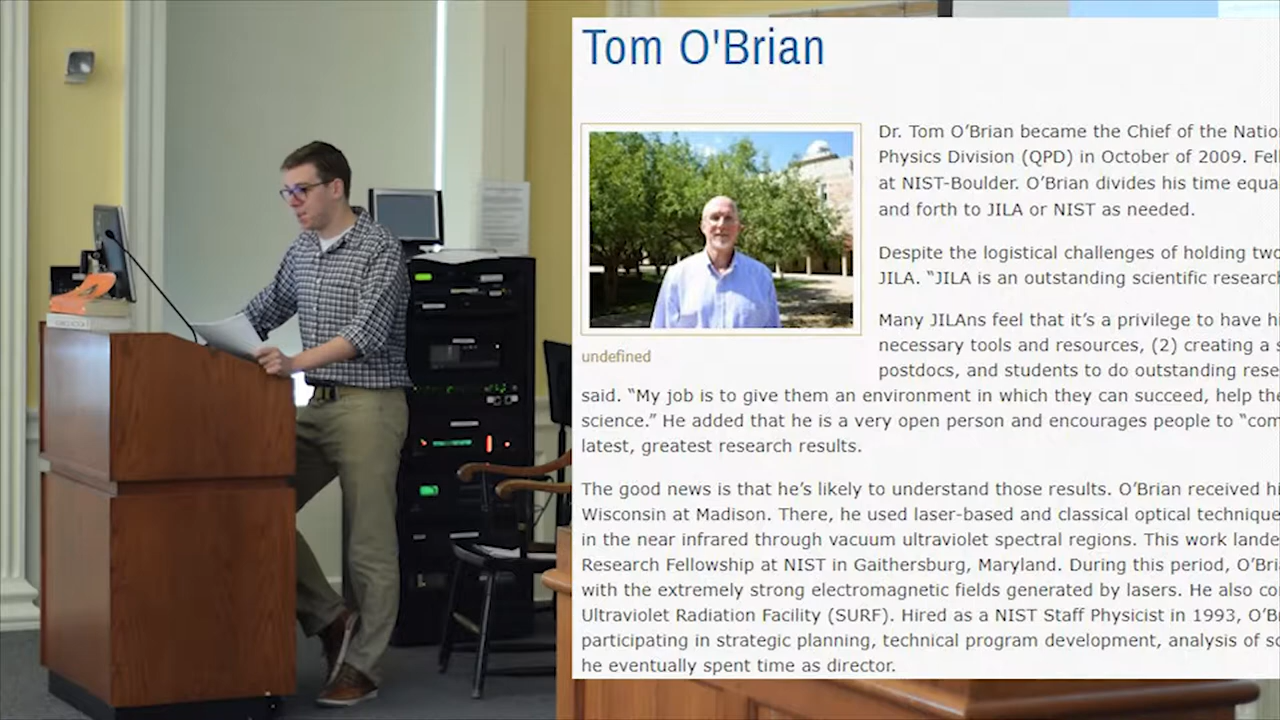 Tom O'Brian
Dr. Tom O’Brian became the Chief of the Natio
Physics Division (QPD) in October of 2009. Fel
at NIST-Boulder. O’Brian divides his time equa
and forth to JILA or NIST as needed.
Despite the logistical challenges of holding two
JILA. “JILA is an outstanding scientific research
Many JILAns feel that it’s a privilege to have h
necessary tools and resources, (2) creating a s
postdocs, and students to do outstanding rese
undefined
said. “My job is to give them an environment in which they can succeed, help the
science.” He added that he is a very open person and encourages people to “com
latest, greatest research results.
The good news is that he’s likely to understand those results. O’Brian received hi
Wisconsin at Madison. There, he used laser-based and classical optical technique
in the near infrared through vacuum ultraviolet spectral regions. This work lande
Research Fellowship at NIST in Gaithersburg, Maryland. During this period, O’Bria
with the extremely strong electromagnetic fields generated by lasers. He also co
Ultraviolet Radiation Facility (SURF). Hired as a NIST Staff Physicist in 1993, O’B
participating in strategic planning, technical program development, analysis of sc
he eventually spent time as director.